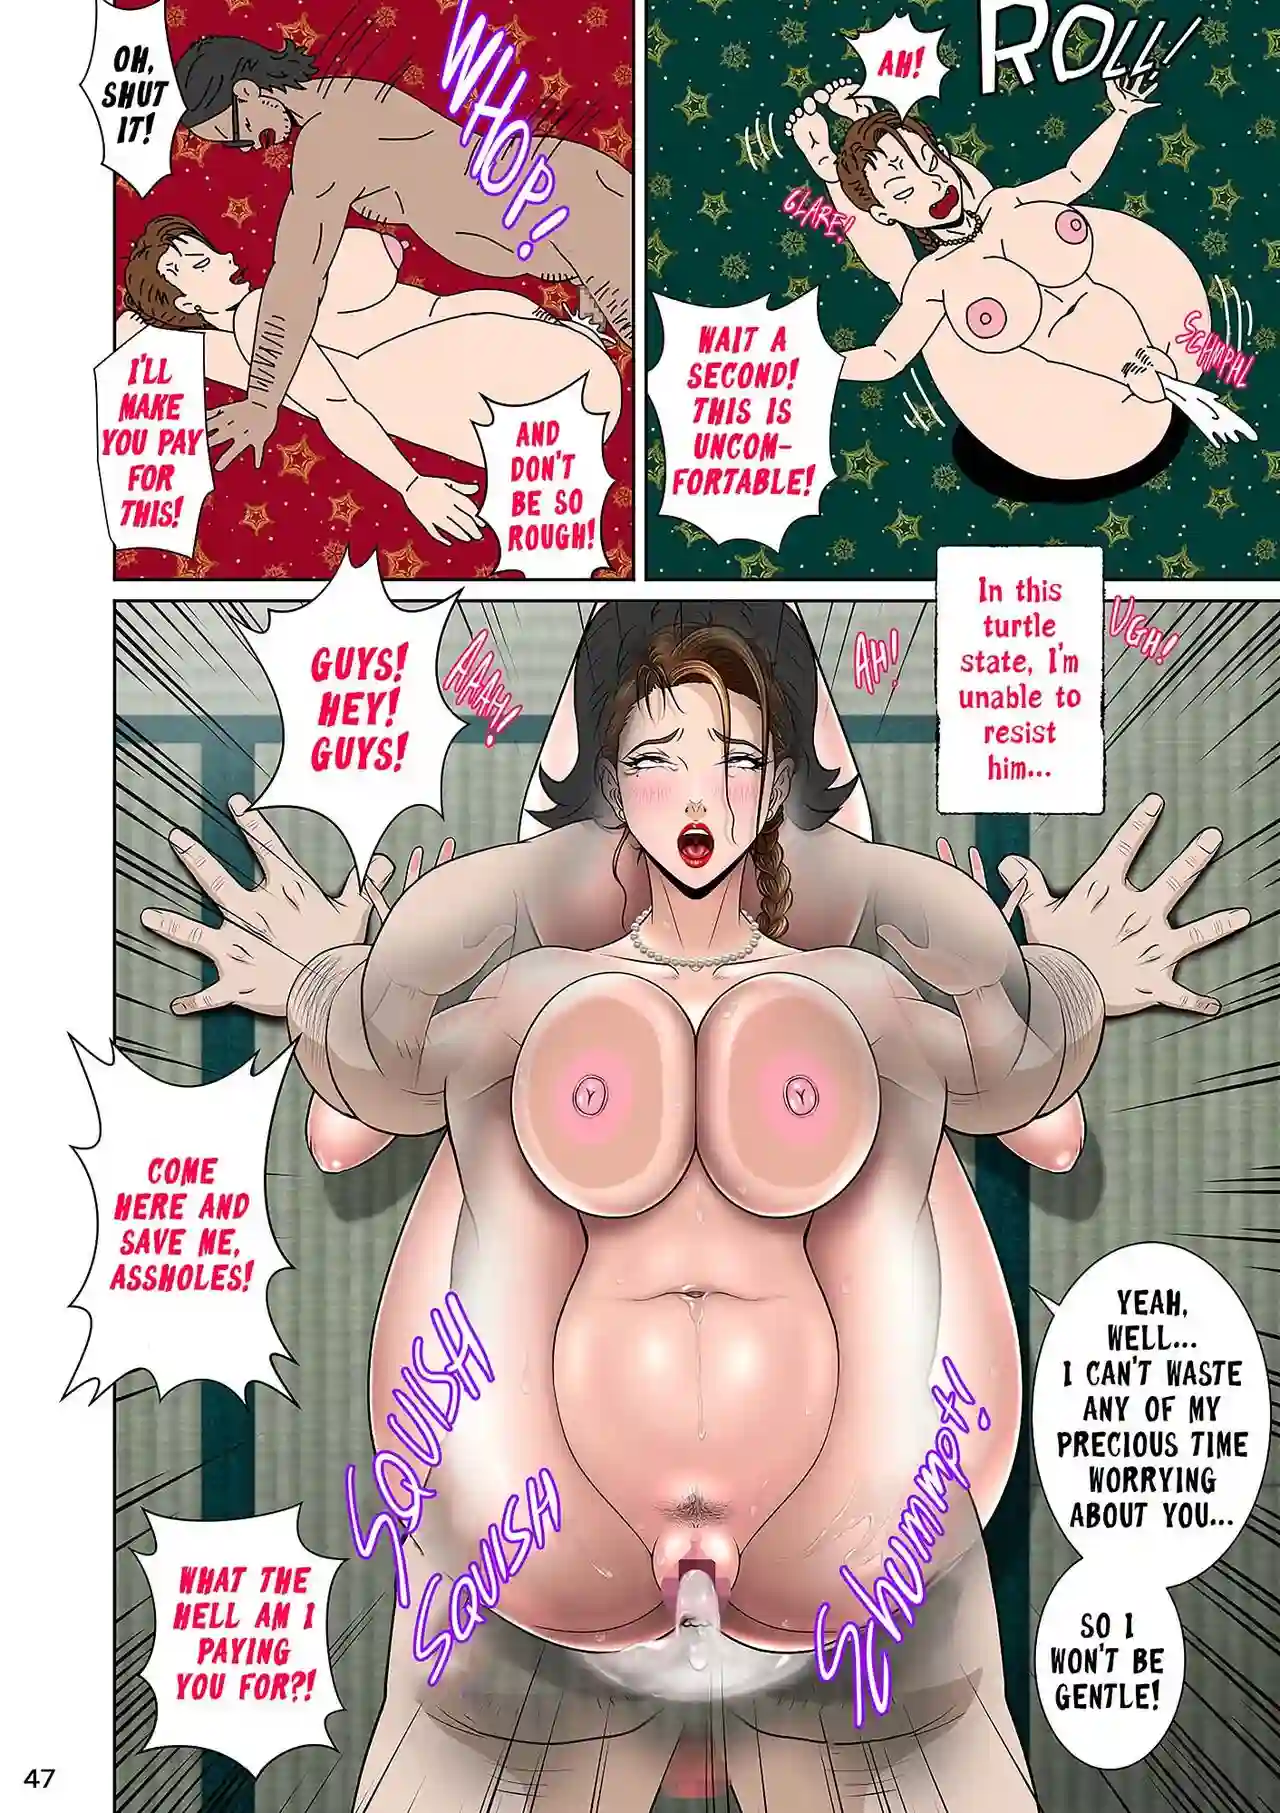 ROLL!
AH!
GLARE!
WAIT A
SECOND!
THIS IS
UNCOM-
FORTABLE!
SCHHPHL
WHOP!
OH,
SHUT
IT!
AND
DON'T
BE SO
ROUGH!
I'LL
MAKE
YOU PAY
FOR
THIS!
In this
turtle
state, I'm
unable to
resist
him...
UGH!
AH!
AAAH!
GUYS!
HEY!
GUYS!
COME
HERE AND
SAVE ME,
ASSHOLES!
WHAT THE
HELL AM I
PAYING
YOU FOR?!
YEAH,
WELL...
I CAN'T WASTE
ANY OF MY
PRECIOUS TIME
WORRYING
ABOUT YOU...
SO I
WON'T BE
GENTLE!
SQUISH
SQUISH
47